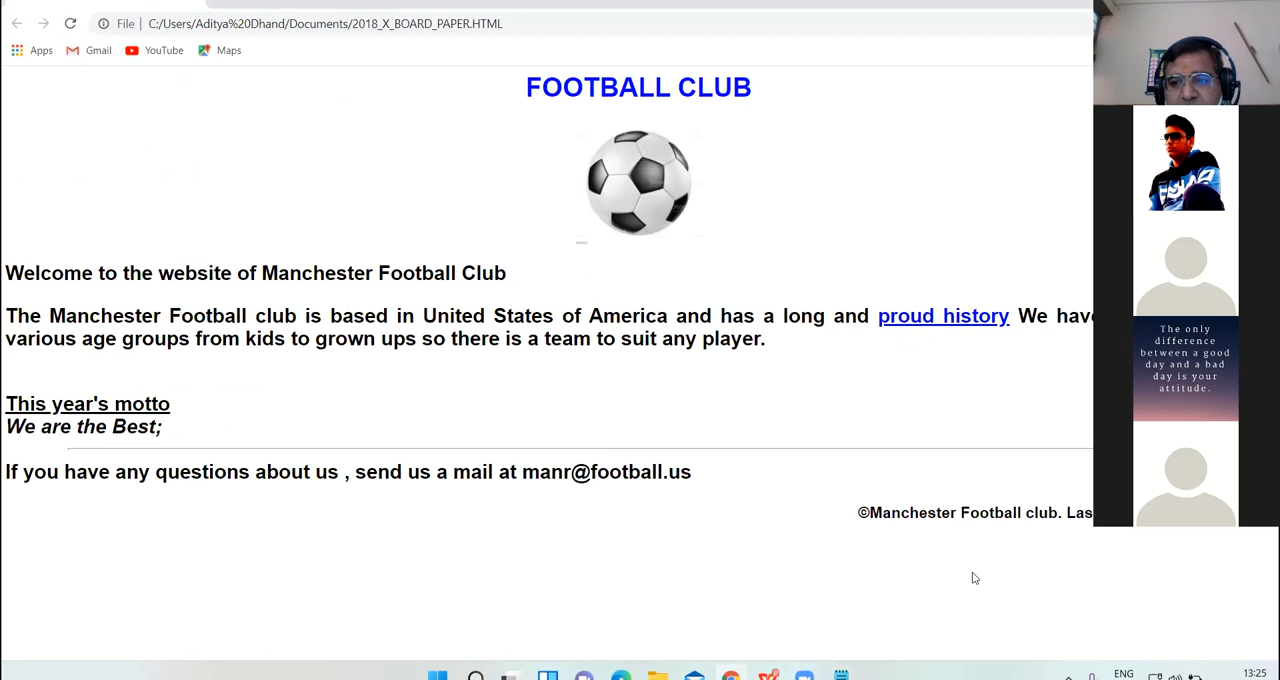 File | C:/Users/Aditya%20Dhand/Documents/2018_X_BOARD_PAPER.HTML
Apps Gmail YouTube Maps
FOOTBALL CLUB
Welcome to the website of Manchester Football Club
The Manchester Football club is based in United States of America and has a long and proud history We have
various age groups from kids to grown ups so there is a team to suit any player.
This year's motto
We are the Best;
If you have any questions about us , send us a mail at manr@football.us
©Manchester Football club. Las
The only
difference
between a good
day and a bad
day is your
attitude.
ENG
13:25